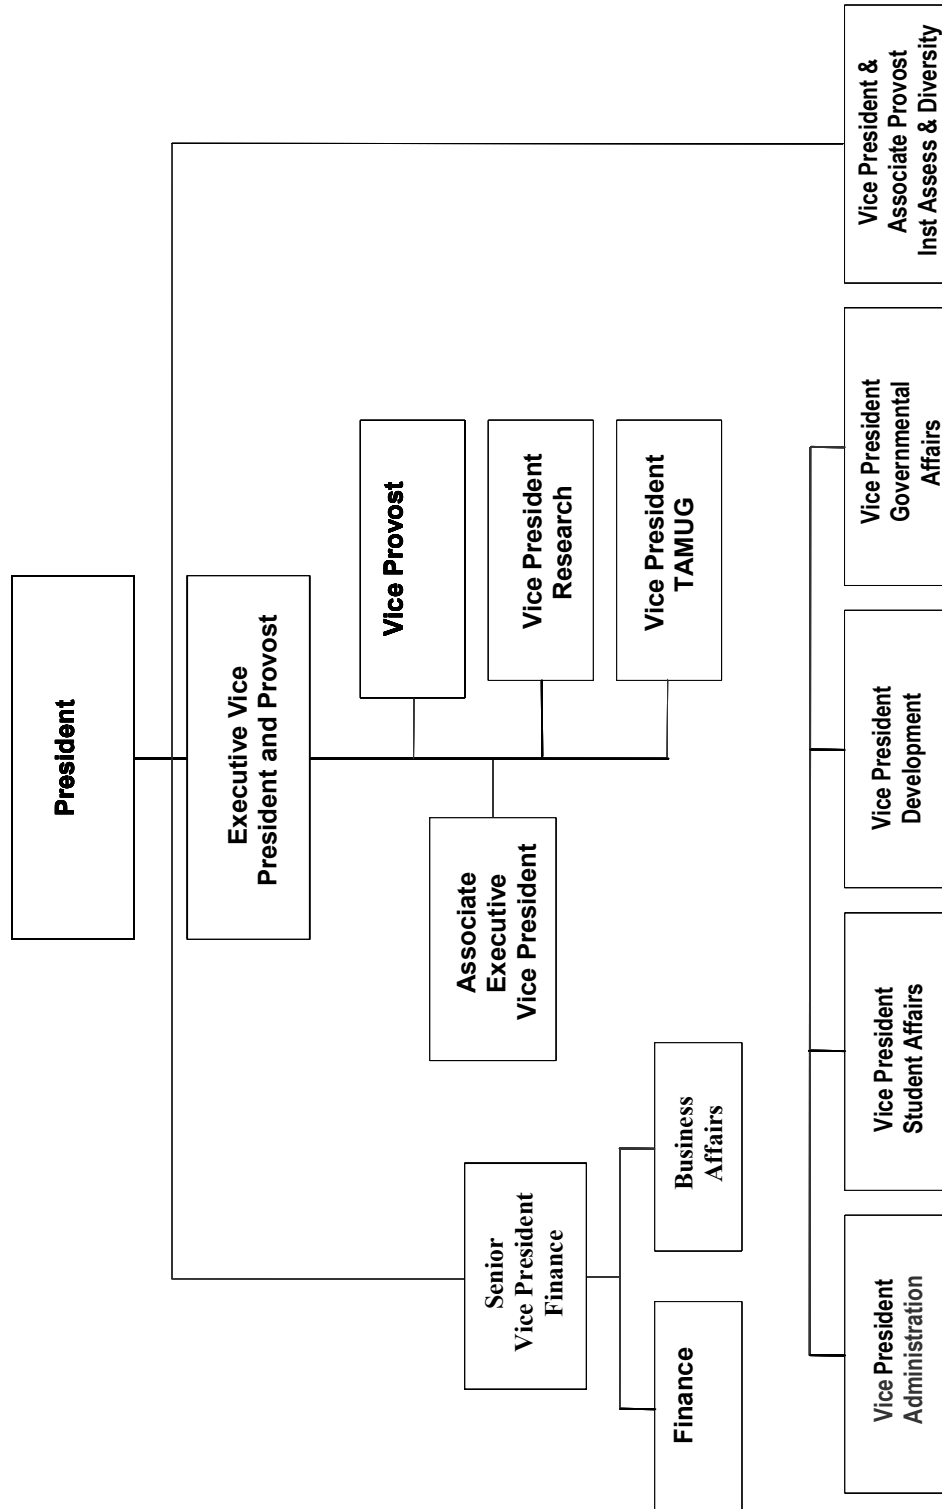 President
Executive Vice
President and Provost
Vice Provost
Vice President
Research
Vice President
TAMUG
Associate
Executive
Vice President
Senior
Vice President
Finance
Finance
Business
Affairs
Vice President
Administration
Vice President
Student Affairs
Vice President
Development
Vice President
Governmental
Affairs
Vice President &
Associate Provost
Inst Assess & Diversity